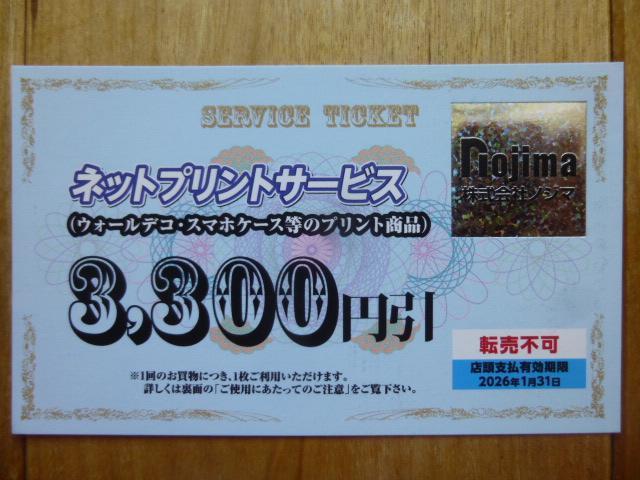 SERVICE TICKET
nojima
株式会社ノジマ
ネットプリントサービス
(ウォールデコ・スマホケース等のプリント商品)
3,300円引
転売不可
店頭支払有効期限
2026年1月31日
※1回のお買物につき、1枚ご利用いただけます。
詳しくは裏面の「ご使用にあたってのご注意」をご覧下さい。